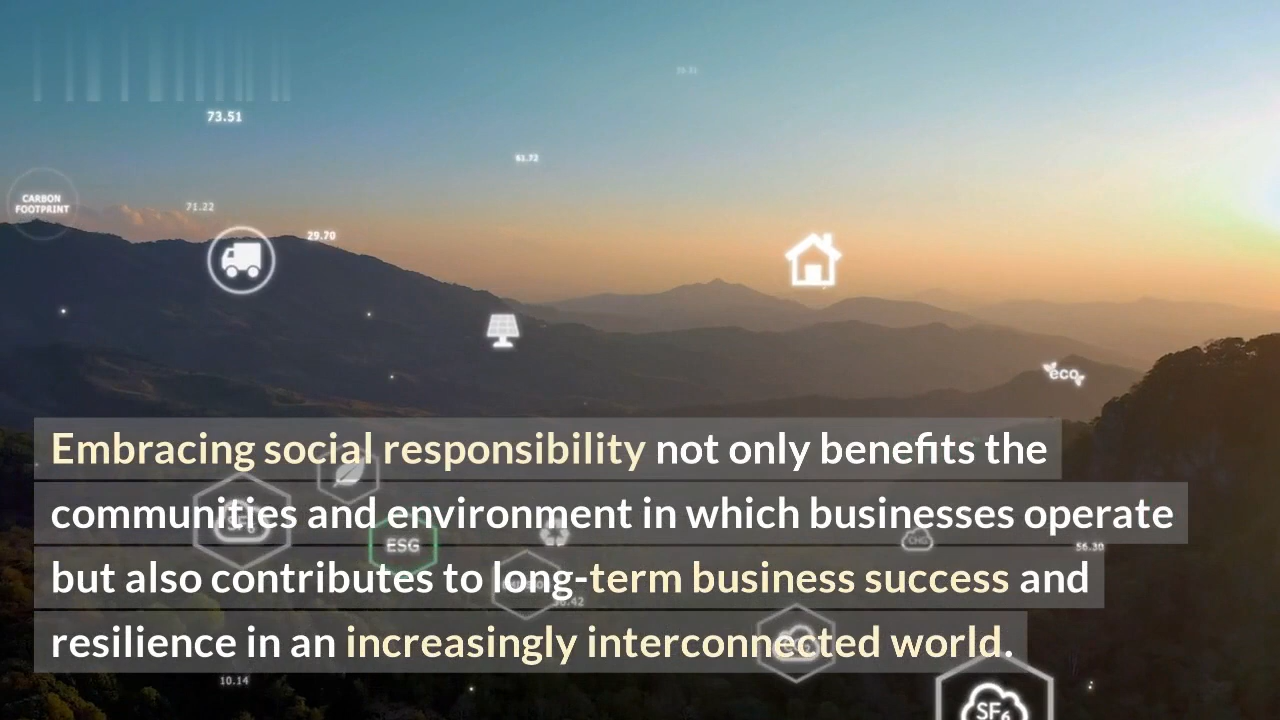 73.51
61.72
CARBON
FOOTPRINT
71.22
29.70
eco
Embracing social responsibility not only benefits the
communities and environment in which businesses operate
but also contributes to long-term business success and
resilience in an increasingly interconnected world.
SF6
ESG
56.30
10.14
SF6